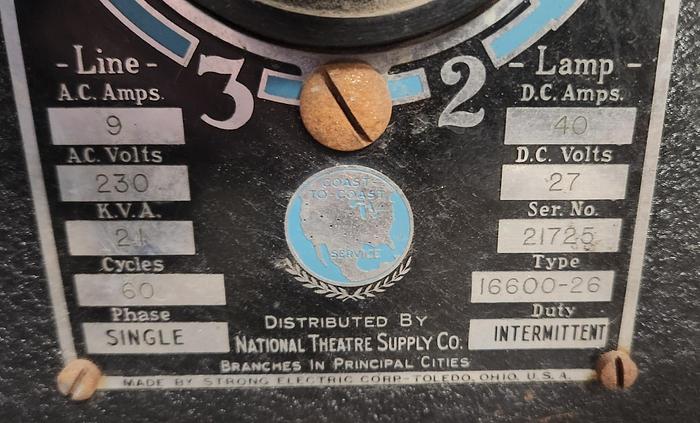 3
2
- Line -
A.C. Amps.
9
A.C. Volts
230
K.V.A.
21
Cycles
60
Phase
SINGLE
- Lamp -
D.C. Amps.
40
D.C. Volts
27
Ser. No.
21725
Type
16600-26
Duty
INTERMITTENT
COAST
TO COAST
SERVICE
DISTRIBUTED BY
NATIONAL THEATRE SUPPLY CO.
BRANCHES IN PRINCIPAL CITIES
MADE BY STRONG ELECTRIC CORP-TOLEDO, OHIO, U.S.A.